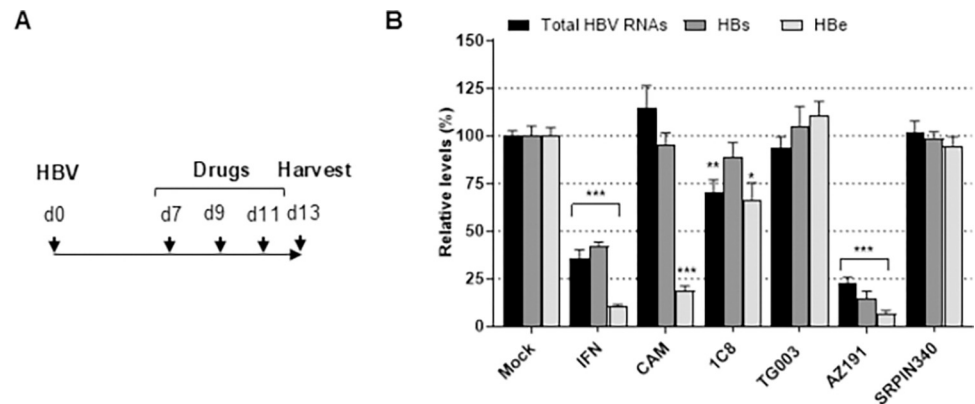 A
HBV Drugs Harvest
d0 d7 d9 d11 d13
B
Total HBV RNAs HBs HBe
Relative levels (%)
150
125
100
75
50
25
0
***
***
**
*
***
Mock IFN CAM 1C8 TG003 AZ191 SRPIN340